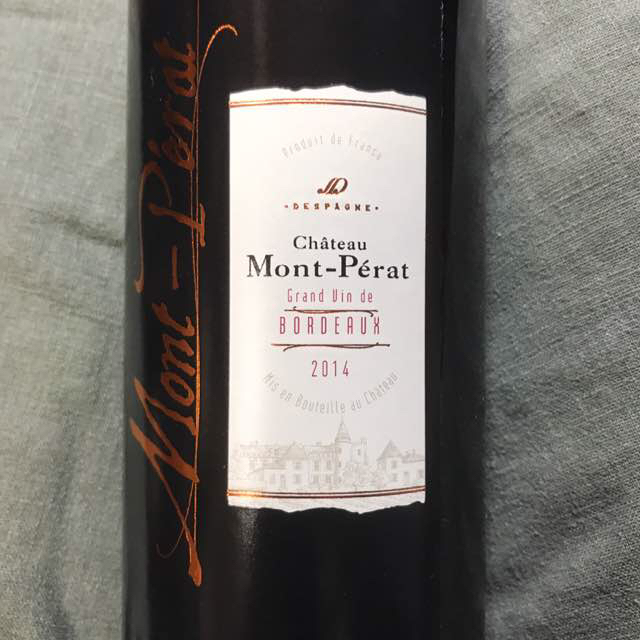 Mont-Pérat
Produit de France
JLD
• DESPAGNE •
Château
Mont-Pérat
Grand Vin de
BORDEAUX
2014
Mis en Bouteille au Château